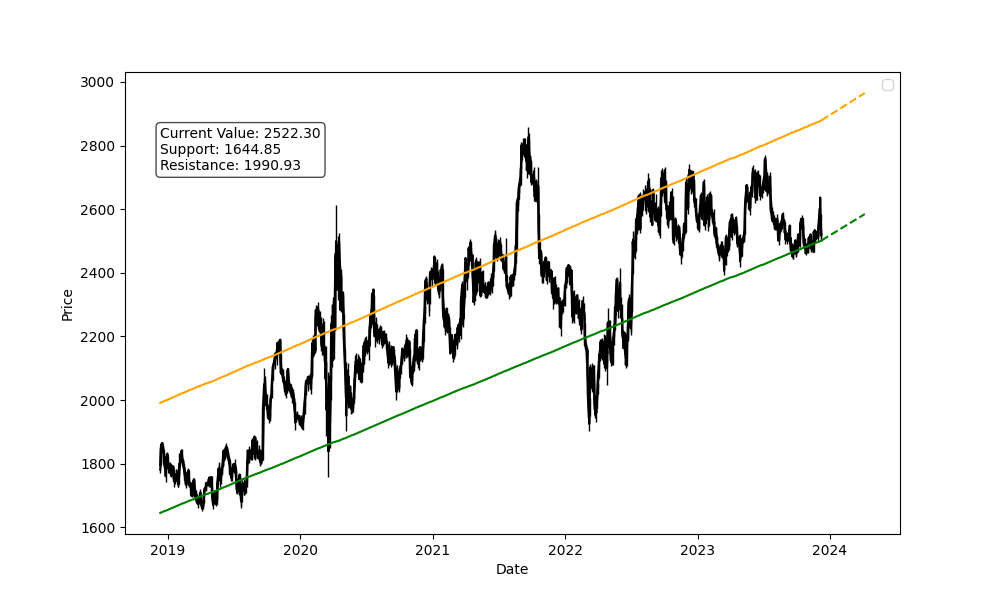 3000
2800
2600
2400
2200
2000
1800
1600
Price
Current Value: 2522.30
Support: 1644.85
Resistance: 1990.93
2019 2020 2021 2022 2023 2024
Date